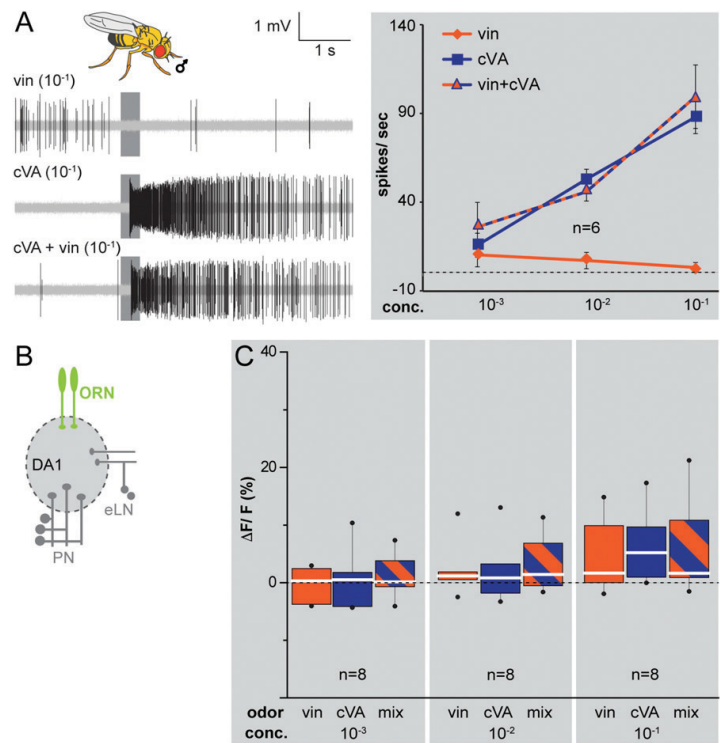 A
♂
1 mV
1 s
vin (10-1)
cVA (10-1)
cVA + vin (10-1)
140
90
40
-10
spikes/ sec
vin
cVA
vin+cVA
n=6
conc.
10-3
10-2
10-1
B
ORN
DA1
eLN
PN
C
40
20
0
-20
ΔF/ F (%)
n=8
n=8
n=8
odor vin cVA mix vin cVA mix vin cVA mix
conc. 10-3 10-2 10-1